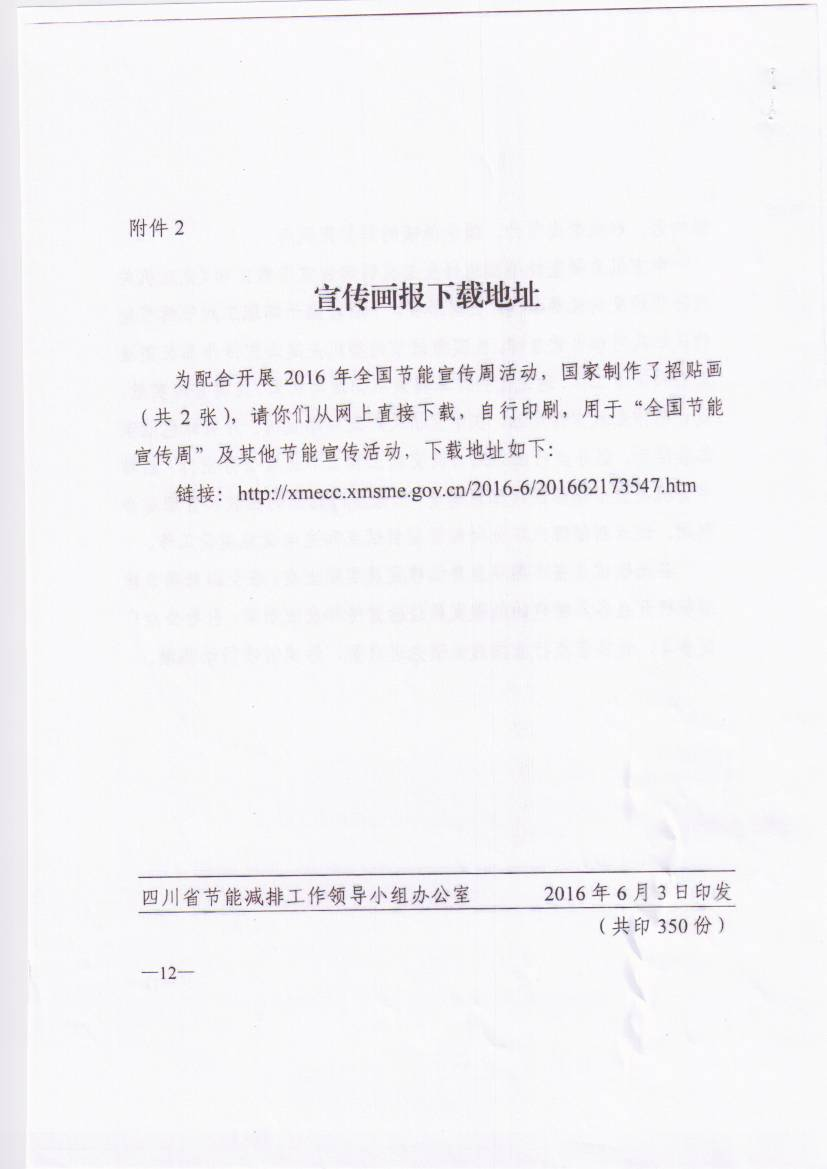 附件 2
宣传画报下载地址
为配合开展 2016 年全国节能宣传周活动，国家制作了招贴画
（共 2 张），请你们从网上直接下载，自行印刷，用于“全国节能
宣传周”及其他节能宣传活动，下载地址如下：
链接：http://xmecc.xmsme.gov.cn/2016-6/201662173547.htm
四川省节能减排工作领导小组办公室 2016 年 6 月 3 日印发
（共印 350 份）
—12—